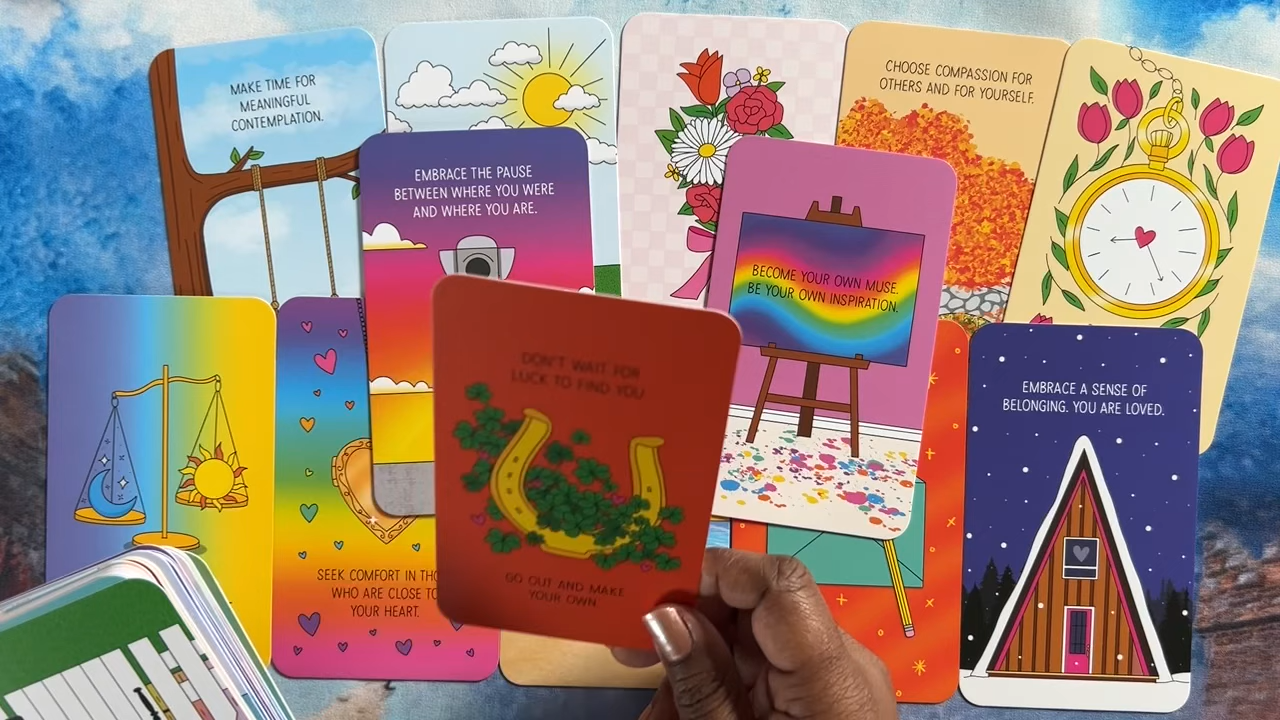 MAKE TIME FOR
MEANINGFUL
CONTEMPLATION.
CHOOSE COMPASSION FOR
OTHERS AND FOR YOURSELF.
EMBRACE THE PAUSE
BETWEEN WHERE YOU WERE
AND WHERE YOU ARE.
BECOME YOUR OWN MUSE.
BE YOUR OWN INSPIRATION.
DON'T WAIT FOR
LUCK TO FIND YOU
GO OUT AND MAKE
YOUR OWN
EMBRACE A SENSE OF
BELONGING. YOU ARE LOVED.
SEEK COMFORT IN
WHO ARE CLOSE TO
YOUR HEART.